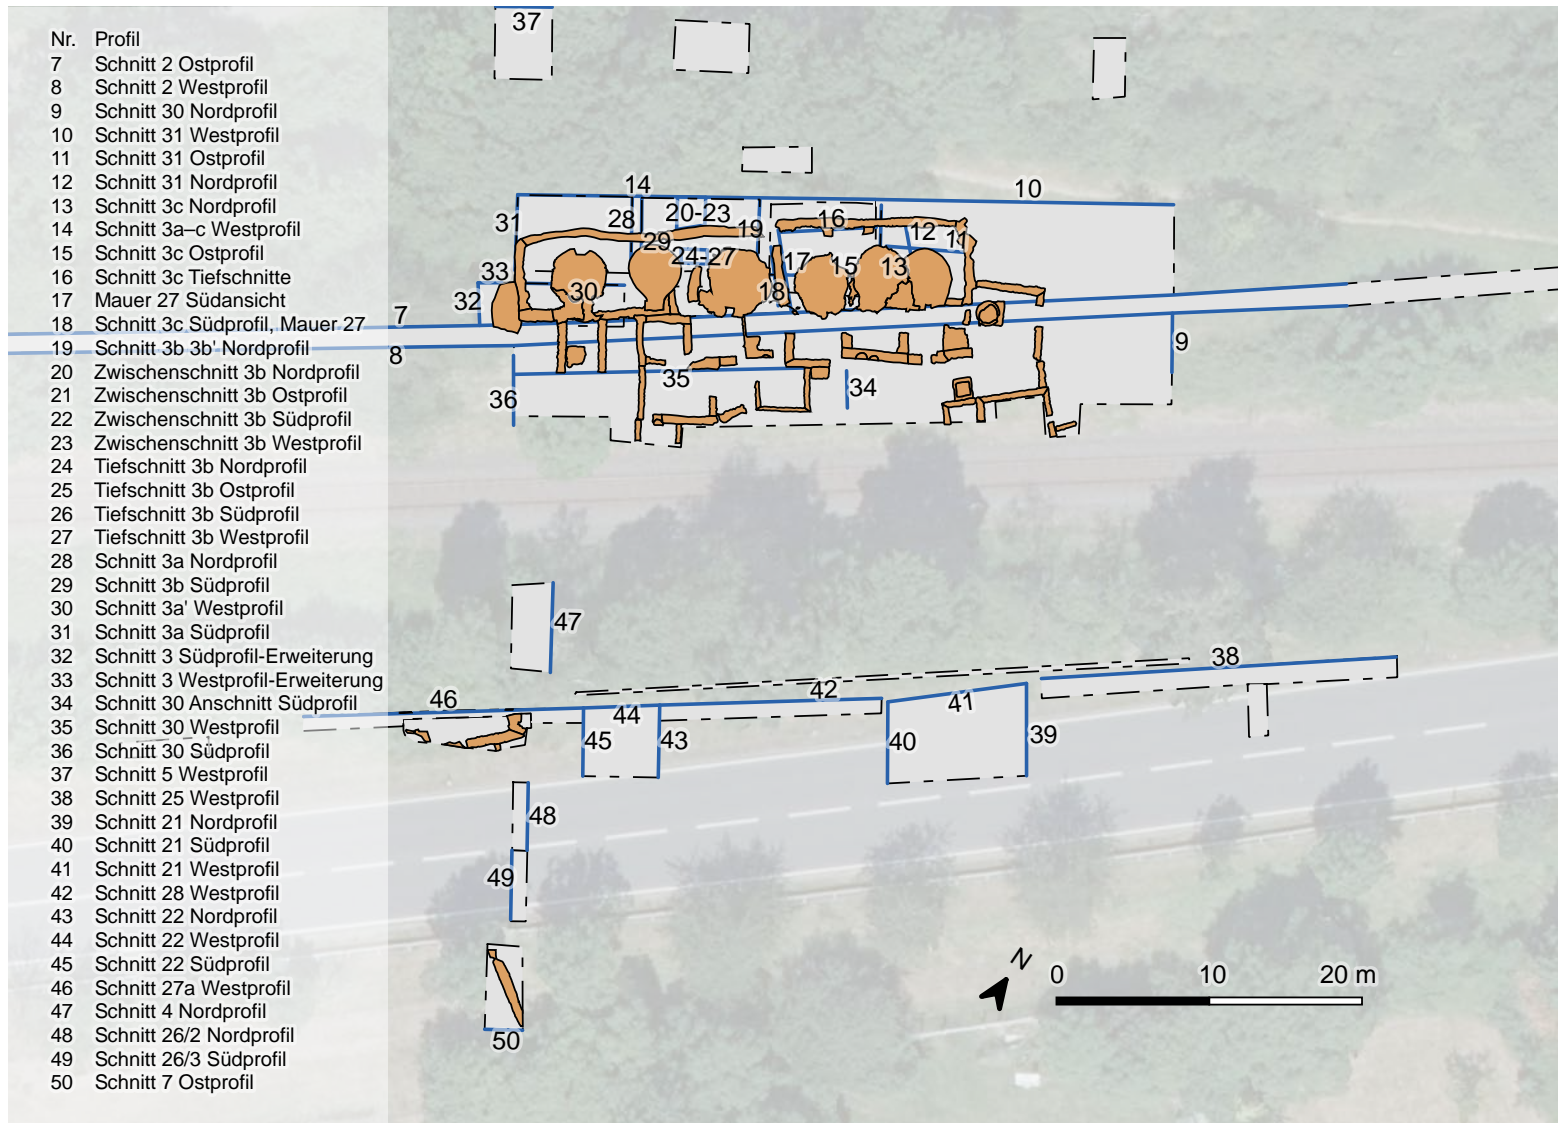 Nr. Profil
7 Schnitt 2 Ostprofil
8 Schnitt 2 Westprofil
9 Schnitt 30 Nordprofil
10 Schnitt 31 Westprofil
11 Schnitt 31 Ostprofil
12 Schnitt 31 Nordprofil
13 Schnitt 3c Nordprofil
14 Schnitt 3a–c Westprofil
15 Schnitt 3c Ostprofil
16 Schnitt 3c Tiefschnitte
17 Mauer 27 Südansicht
18 Schnitt 3c Südprofil, Mauer 27
19 Schnitt 3b 3b' Nordprofil
20 Zwischenschnitt 3b Nordprofil
21 Zwischenschnitt 3b Ostprofil
22 Zwischenschnitt 3b Südprofil
23 Zwischenschnitt 3b Westprofil
24 Tiefschnitt 3b Nordprofil
25 Tiefschnitt 3b Ostprofil
26 Tiefschnitt 3b Südprofil
27 Tiefschnitt 3b Westprofil
28 Schnitt 3a Nordprofil
29 Schnitt 3b Südprofil
30 Schnitt 3a' Westprofil
31 Schnitt 3a Südprofil
32 Schnitt 3 Südprofil-Erweiterung
33 Schnitt 3 Westprofil-Erweiterung
34 Schnitt 30 Anschnitt Südprofil
35 Schnitt 30 Westprofil
36 Schnitt 30 Südprofil
37 Schnitt 5 Westprofil
38 Schnitt 25 Westprofil
39 Schnitt 21 Nordprofil
40 Schnitt 21 Südprofil
41 Schnitt 21 Westprofil
42 Schnitt 28 Westprofil
43 Schnitt 22 Nordprofil
44 Schnitt 22 Westprofil
45 Schnitt 22 Südprofil
46 Schnitt 27a Westprofil
47 Schnitt 4 Nordprofil
48 Schnitt 26/2 Nordprofil
49 Schnitt 26/3 Südprofil
50 Schnitt 7 Ostprofil
37
14
10
31
28
20-23
19
16
12
11
29
24-27
17
15
13
33
30
18
32
7
8
9
35
34
36
47
38
46
42
44
41
45
43
40
39
48
49
50
N
0 10 20 m